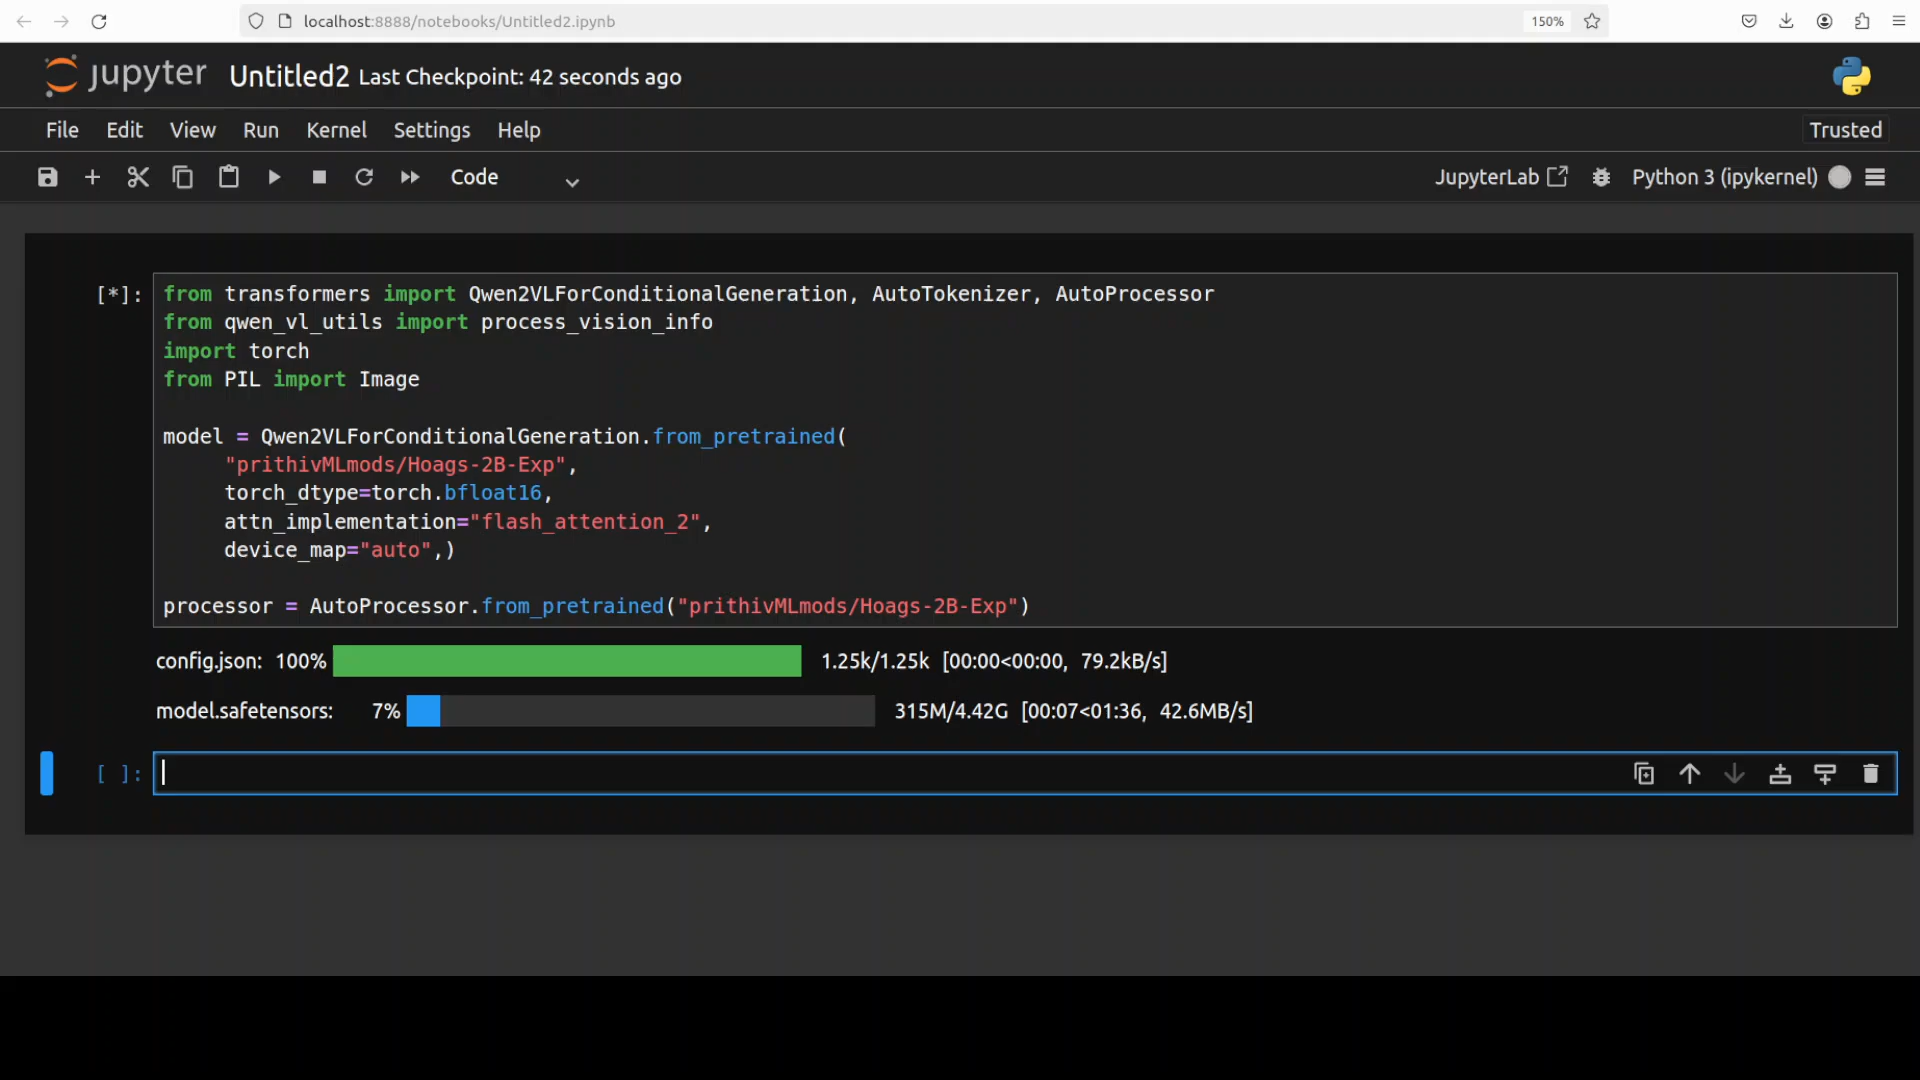 localhost:8888/notebooks/Untitled2.ipynb 150%
jupyter Untitled2 Last Checkpoint: 42 seconds ago
File Edit View Run Kernel Settings Help Trusted
Code JupyterLab Python 3 (ipykernel)
[*]: from transformers import Qwen2VLForConditionalGeneration, AutoTokenizer, AutoProcessor
from qwen_vl_utils import process_vision_info
import torch
from PIL import Image
model = Qwen2VLForConditionalGeneration.from_pretrained(
"prithivMLmods/Hoags-2B-Exp",
torch_dtype=torch.bfloat16,
attn_implementation="flash_attention_2",
device_map="auto",)
processor = AutoProcessor.from_pretrained("prithivMLmods/Hoags-2B-Exp")
config.json: 100% 1.25k/1.25k [00:00<00:00, 79.2kB/s]
model.safetensors: 7% 315M/4.42G [00:07<01:36, 42.6MB/s]
[ ]: